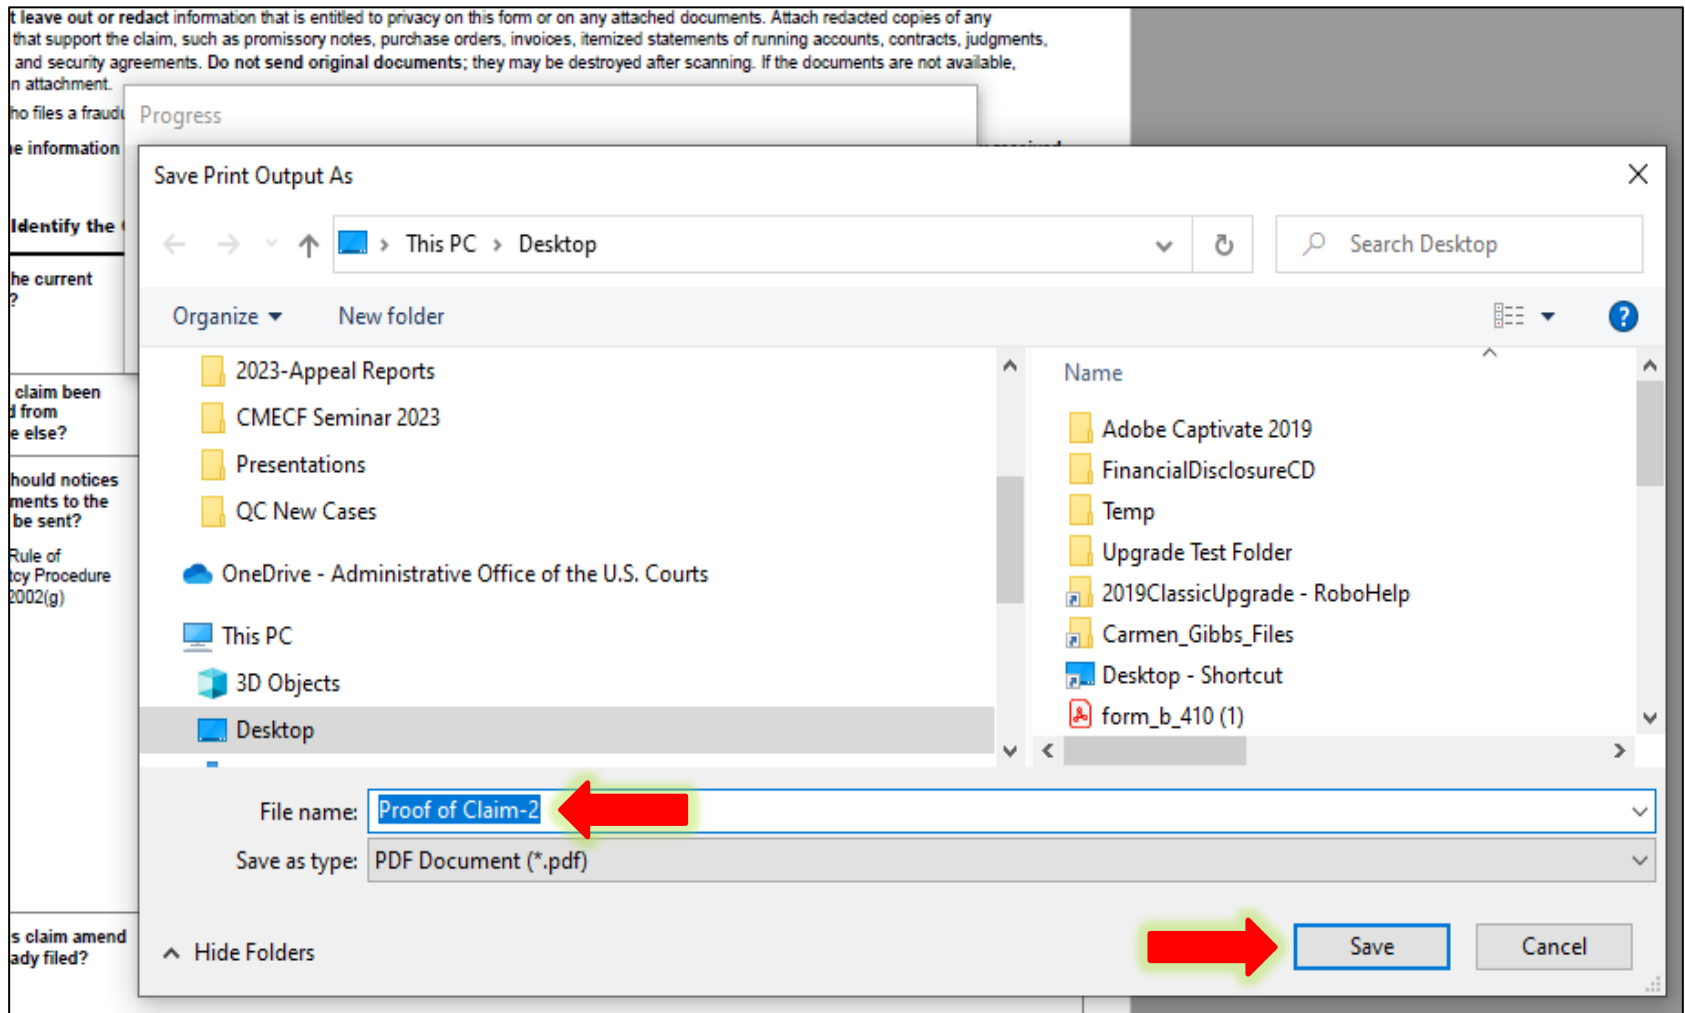 t leave out or redact information that is entitled to privacy on this form or on any attached documents. Attach redacted copies of any
that support the claim, such as promissory notes, purchase orders, invoices, itemized statements of running accounts, contracts, judgments,
and security agreements. Do not send original documents; they may be destroyed after scanning. If the documents are not available,
n attachment.
ho files a fraudu
Progress
e information
Save Print Output As
Identify the
This PC > Desktop
Search Desktop
he current
?
Organize
New folder
claim been
d from
e else?
hould notices
ments to the
be sent?
Rule of
tcy Procedure
2002(g)
2023-Appeal Reports
CMECF Seminar 2023
Presentations
QC New Cases
OneDrive - Administrative Office of the U.S. Courts
This PC
3D Objects
Desktop
Name
Adobe Captivate 2019
FinancialDisclosureCD
Temp
Upgrade Test Folder
2019ClassicUpgrade - RoboHelp
Carmen_Gibbs_Files
Desktop - Shortcut
form_b_410 (1)
File name: Proof of Claim-2
Save as type: PDF Document (*.pdf)
s claim amend
ady filed?
Hide Folders
Save
Cancel